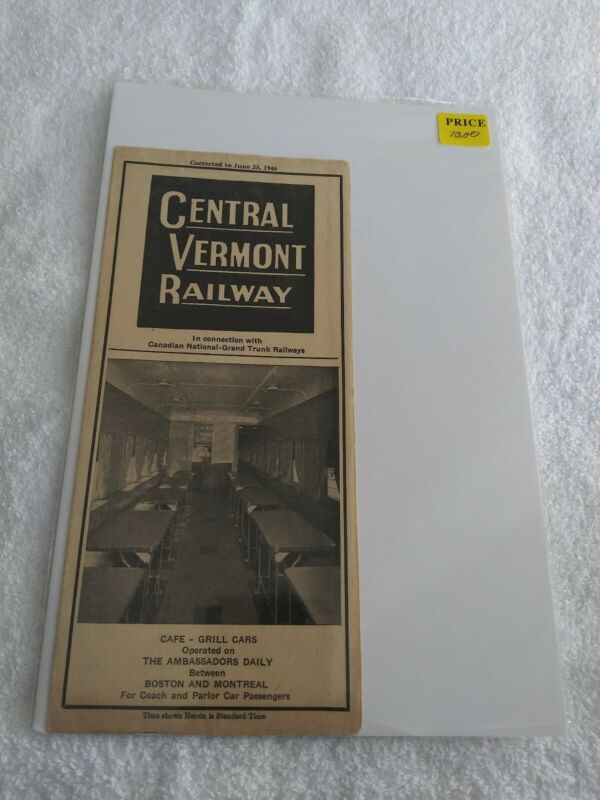 PRICE
10.00
Corrected to June 23, 1946
CENTRAL
VERMONT
RAILWAY
In connection with
Canadian National-Grand Trunk Railways
CAFE - GRILL CARS
Operated on
THE AMBASSADORS DAILY
Between
BOSTON AND MONTREAL
For Coach and Parlor Car Passengers
Time shown Herein is Standard Time